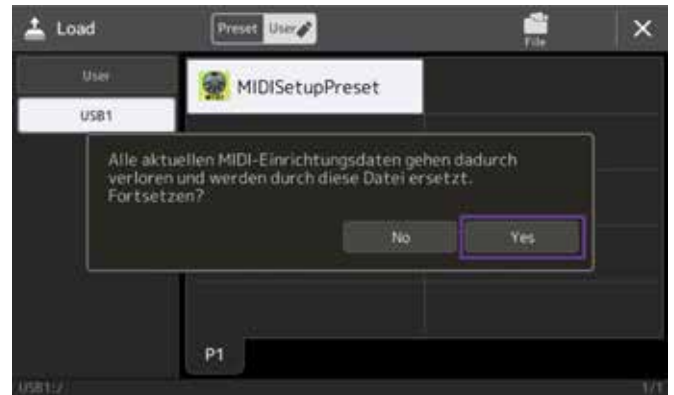 Load
Preset User
File
User
USB1
MIDISetupPreset
Alle aktuellen MIDI-Einrichtungsdaten gehen dadurch
verloren und werden durch diese Datei ersetzt.
Fortsetzen?
No Yes
P1
USB1:/ 1/1